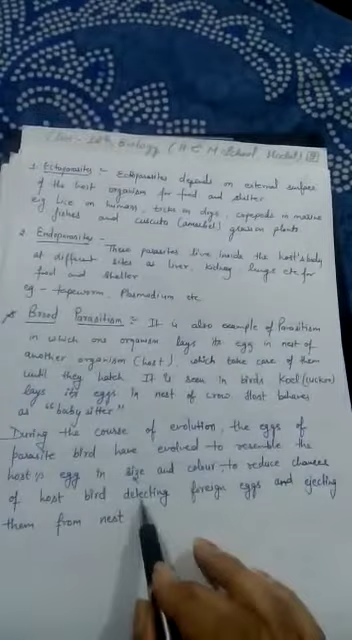 Class - 12th Biology (A E M School, Hodal)
1. Ectoparasites :- Ectoparasites depends on external surface
of the host organism for food and shelter
eg lice on humans, ticks on dogs, copepods in marine
fishes and cuscuta (amarbel) grow on plants
2. Endoparasites -
These parasites live inside the host's body
at different sites as liver, kidney lungs etc for
food and shelter
eg - tapeworm, Plasmodium etc
Brood Parasitism :- It is also example of Parasitism
in which one organism lays its egg in nest of
another organism (host), which take care of them
until they hatch It is seen in birds Koel (cuckoo)
lays its eggs in nest of crow Host behaves
as "baby sitter"
During the course of evolution, the eggs of
parasite bird have evolved to resemble the
host's egg in size and colour to reduce chances
of host bird detecting foreign eggs and ejecting
them from nest